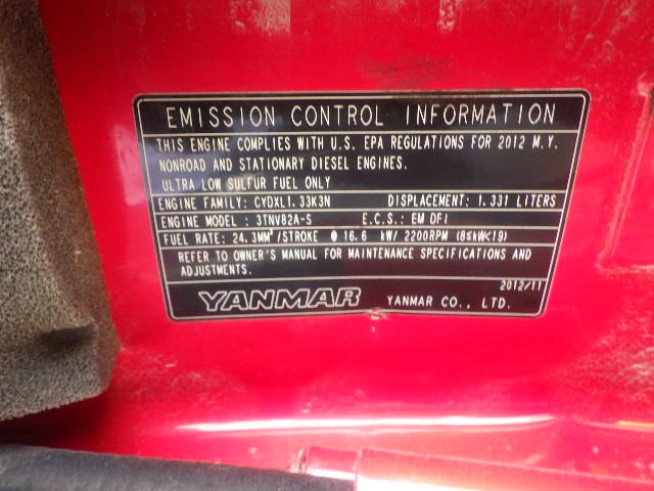 EMISSION CONTROL INFORMATION
THIS ENGINE COMPLIES WITH U.S. EPA REGULATIONS FOR 2012 M.Y.
NONROAD AND STATIONARY DIESEL ENGINES.
ULTRA LOW SULFUR FUEL ONLY
ENGINE FAMILY: CYDXL1.33K3N DISPLACEMENT: 1.331 LITERS
ENGINE MODEL : 3TNV82A-S E.C.S.: EM DFI
FUEL RATE: 24.3MM³/STROKE @ 16.6 kW/ 2200RPM (8≤kW<19)
REFER TO OWNER'S MANUAL FOR MAINTENANCE SPECIFICATIONS AND
ADJUSTMENTS.
2012/11
YANMAR YANMAR CO., LTD.